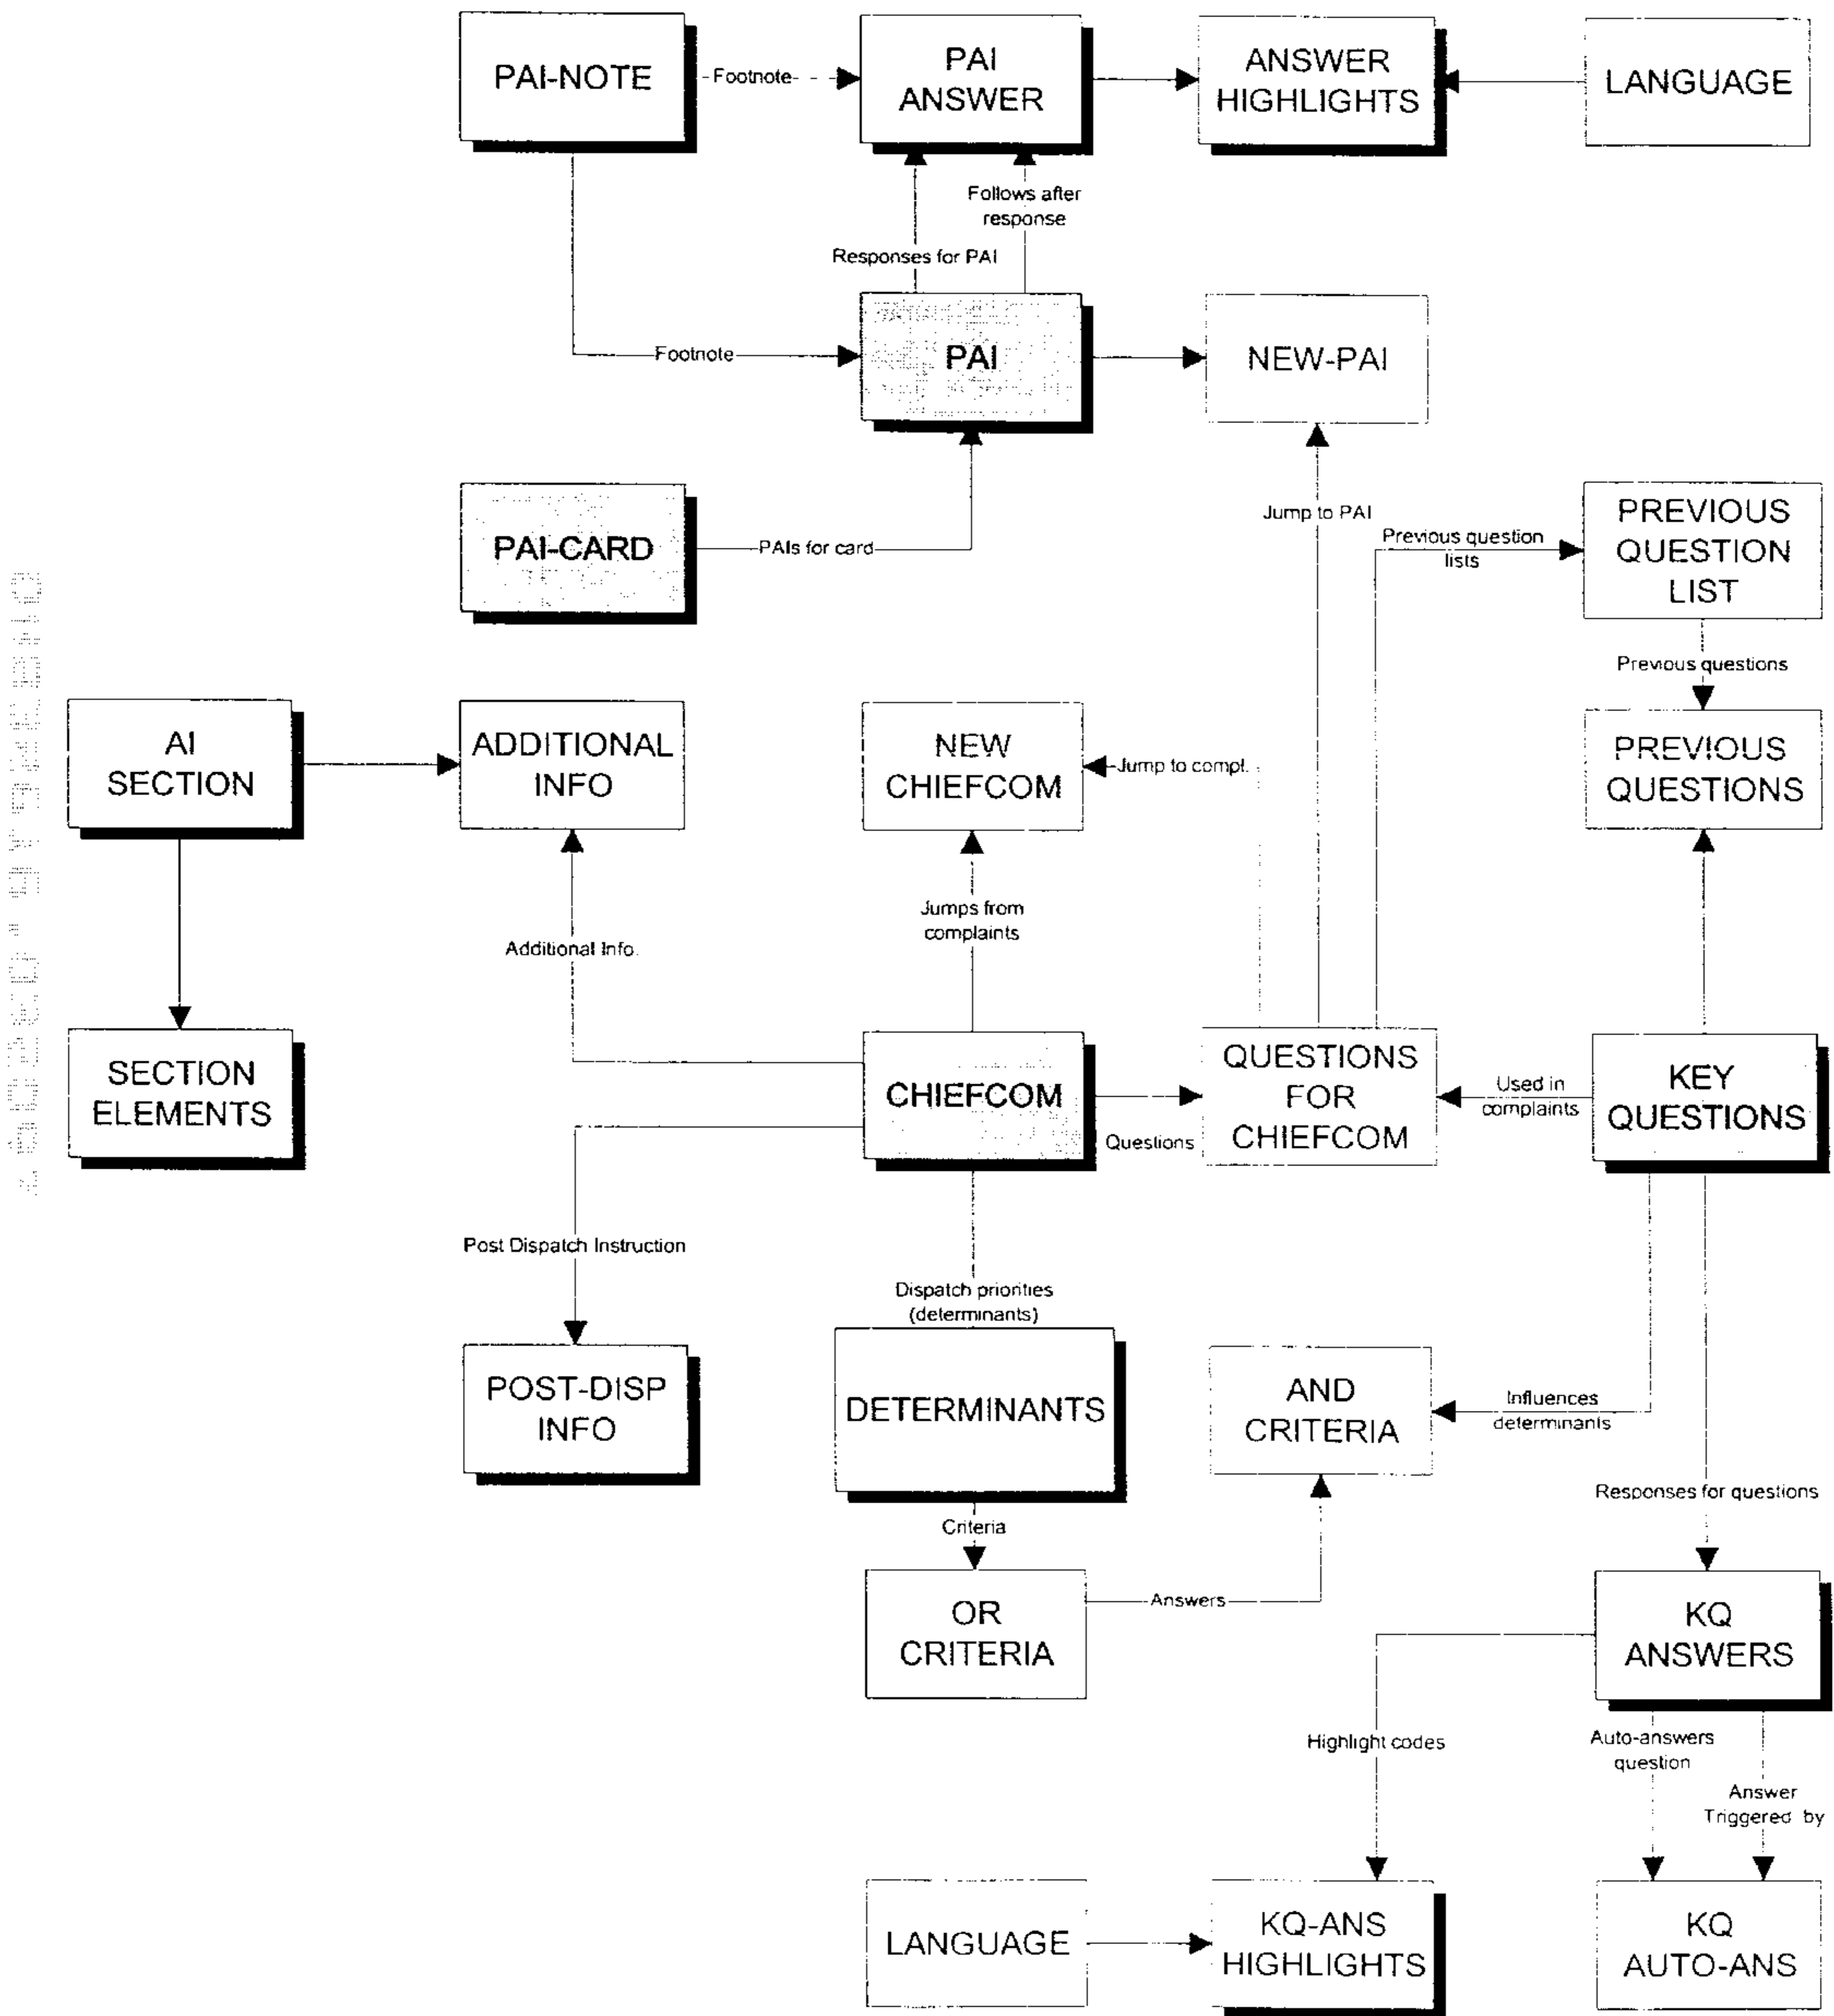 PAI-NOTE
Footnote
PAI
ANSWER
ANSWER
HIGHLIGHTS
LANGUAGE
Responses for PAI
Follows after
response
Footnote
PAI
NEW-PAI
PAI-CARD
PAIs for card
Jump to PAI
Previous question
lists
PREVIOUS
QUESTION
LIST
Previous questions
AI
SECTION
ADDITIONAL
INFO
NEW
CHIEFCOM
Jump to compl.
PREVIOUS
QUESTIONS
Additional Info.
Jumps from
complaints
SECTION
ELEMENTS
CHIEFCOM
Questions
QUESTIONS
FOR
CHIEFCOM
Used in
complaints
KEY
QUESTIONS
Post Dispatch Instruction
Dispatch priorities
(determinants)
POST-DISP
INFO
DETERMINANTS
AND
CRITERIA
Influences
determinants
Responses for questions
Criteria
OR
CRITERIA
Answers
KQ
ANSWERS
Highlight codes
Auto-answers
question
Answer
Triggered by
LANGUAGE
KQ-ANS
HIGHLIGHTS
KQ
AUTO-ANS